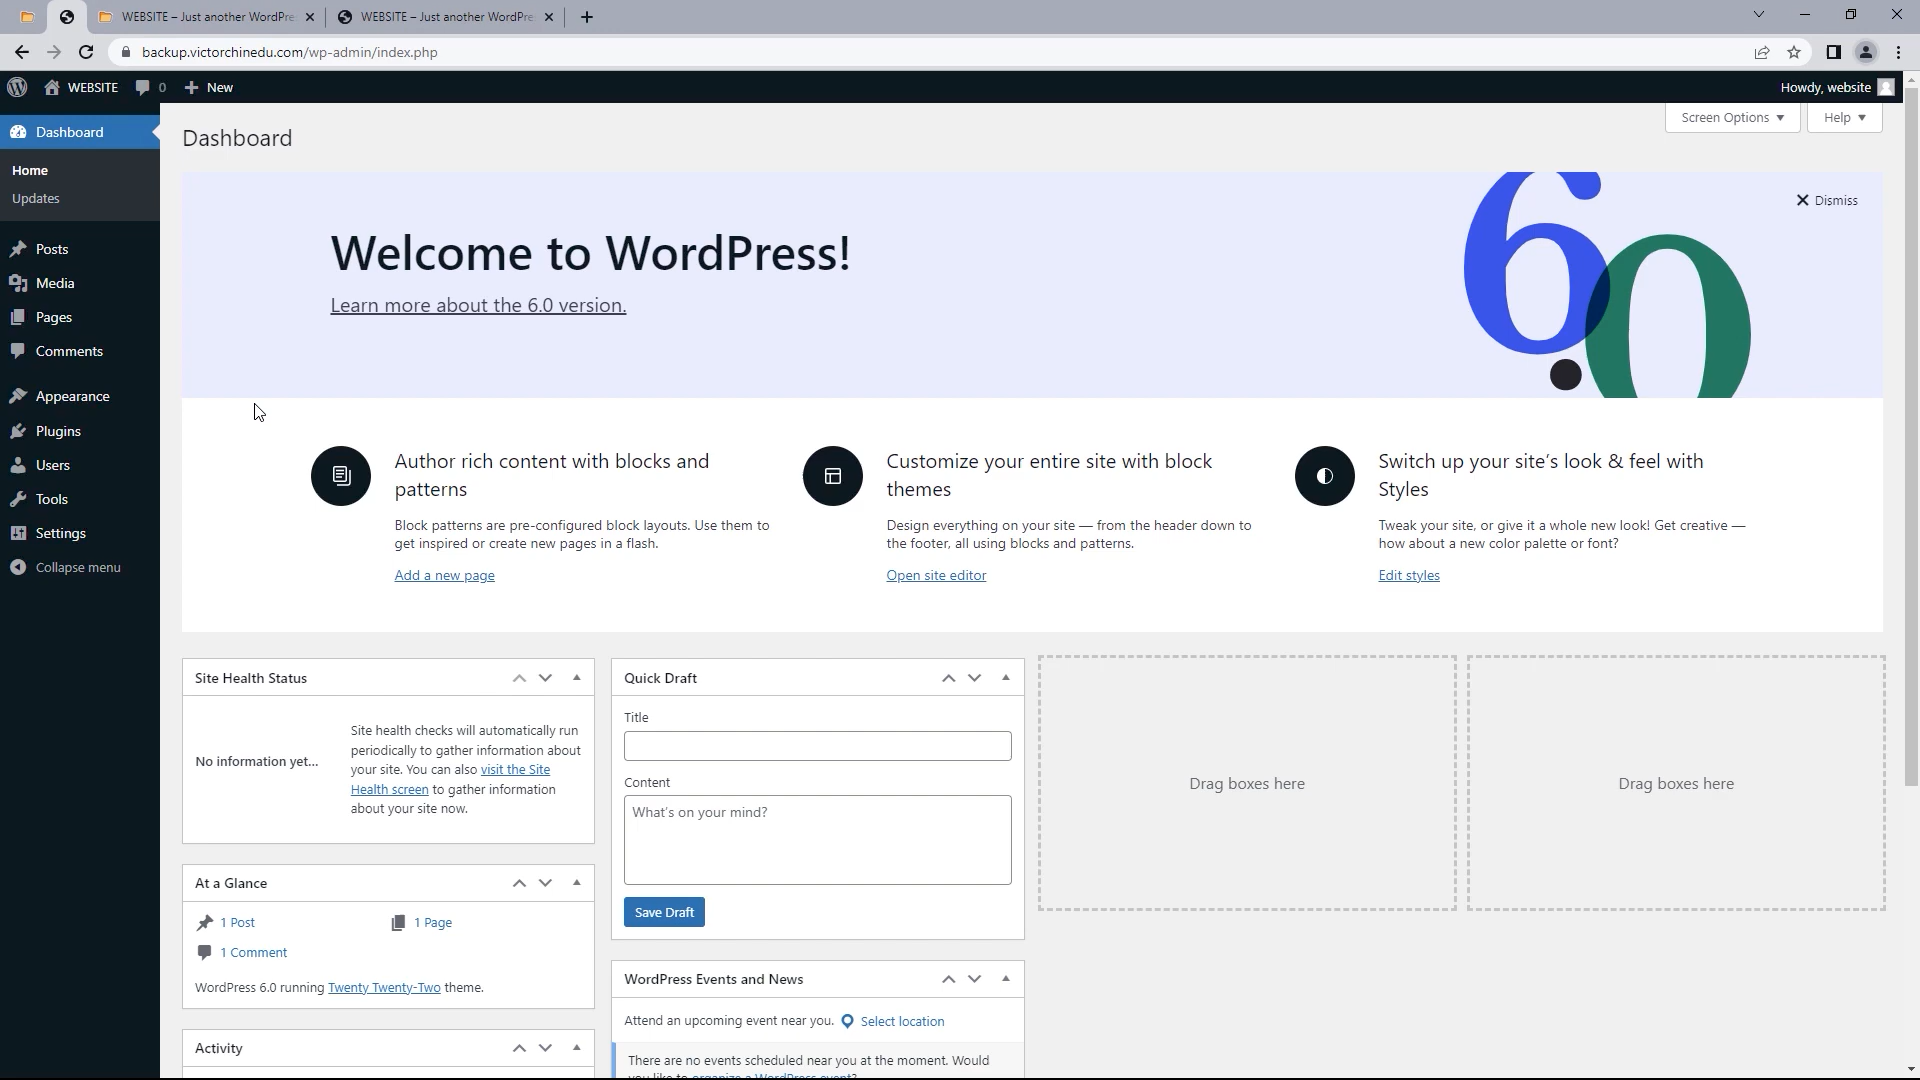 WEBSITE – Just another WordPre
WEBSITE – Just another WordPre
backup.victorchinedu.com/wp-admin/index.php
WEBSITE
0
New
Howdy, website
Dashboard
Home
Updates
Posts
Media
Pages
Comments
Appearance
Plugins
Users
Tools
Settings
Collapse menu
Dashboard
Screen Options
Help
Welcome to WordPress!
Learn more about the 6.0 version.
6.0
Dismiss
Author rich content with blocks and
patterns
Block patterns are pre-configured block layouts. Use them to
get inspired or create new pages in a flash.
Add a new page
Customize your entire site with block
themes
Design everything on your site — from the header down to
the footer, all using blocks and patterns.
Open site editor
Switch up your site's look & feel with
Styles
Tweak your site, or give it a whole new look! Get creative —
how about a new color palette or font?
Edit styles
Site Health Status
No information yet...
Site health checks will automatically run
periodically to gather information about
your site. You can also visit the Site
Health screen to gather information
about your site now.
At a Glance
1 Post
1 Page
1 Comment
WordPress 6.0 running Twenty Twenty-Two theme.
Activity
Quick Draft
Title
Content
What's on your mind?
Save Draft
WordPress Events and News
Attend an upcoming event near you.
Select location
There are no events scheduled near you at the moment. Would
you like to organize a WordPress event?
Drag boxes here
Drag boxes here